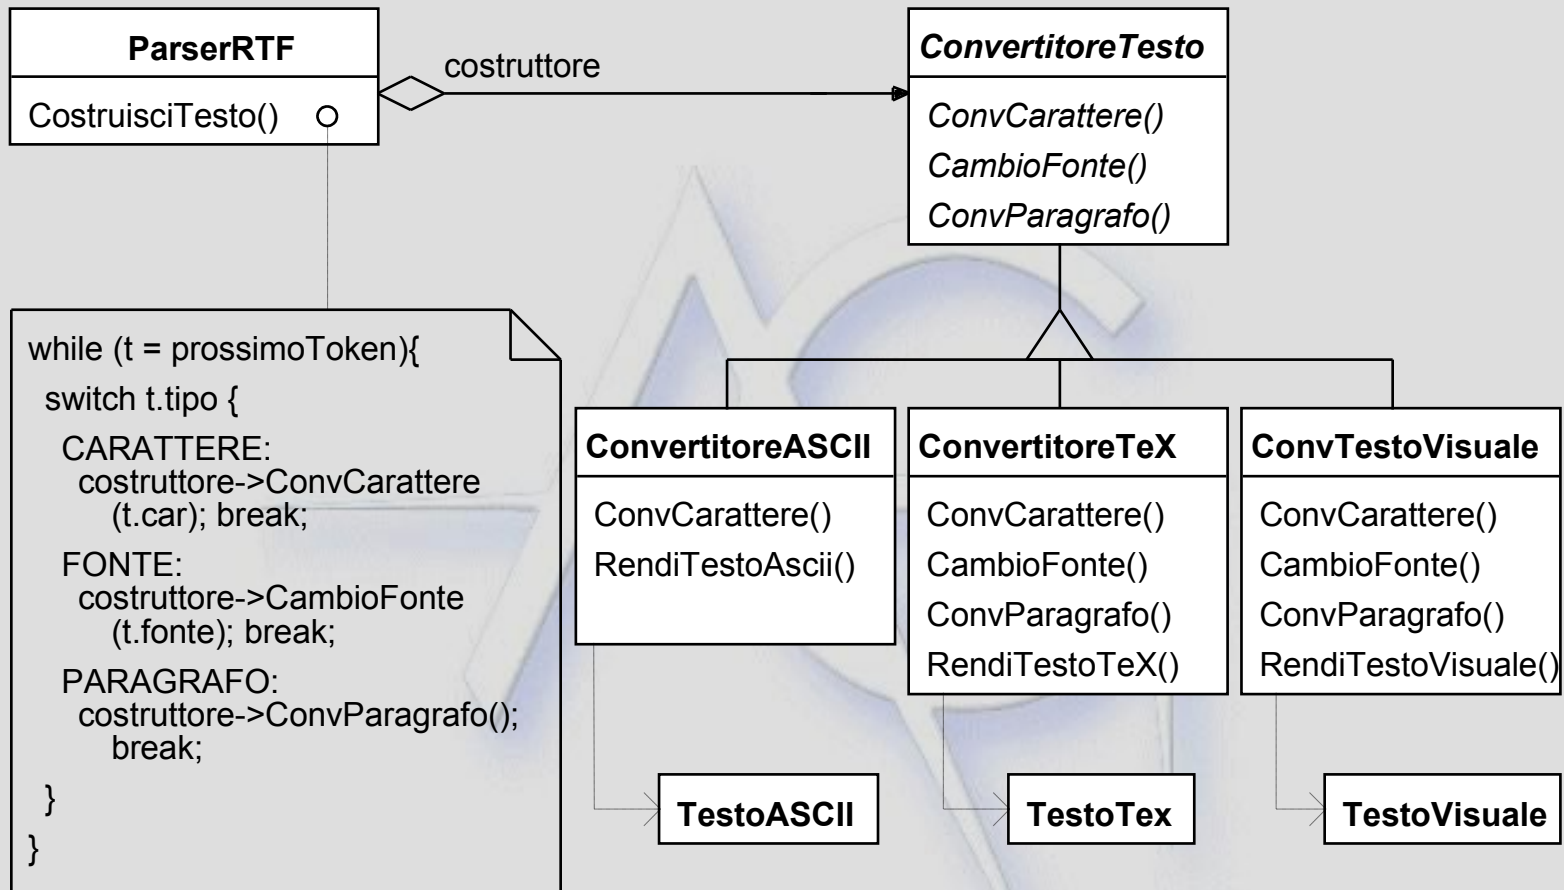 ParserRTF
CostruisciTesto()
costruttore
ConvertitoreTesto
ConvCarattere()
CambioFonte()
ConvParagrafo()
while (t = prossimoToken){
switch t.tipo {
CARATTERE:
costruttore->ConvCarattere
(t.car); break;
FONTE:
costruttore->CambioFonte
(t.fonte); break;
PARAGRAFO:
costruttore->ConvParagrafo();
break;
}
}
ConvertitoreASCII
ConvCarattere()
RendiTestoAscii()
ConvertitoreTeX
ConvCarattere()
CambioFonte()
ConvParagrafo()
RendiTestoTeX()
ConvTestoVisuale
ConvCarattere()
CambioFonte()
ConvParagrafo()
RendiTestoVisuale()
TestoASCII
TestoTex
TestoVisuale